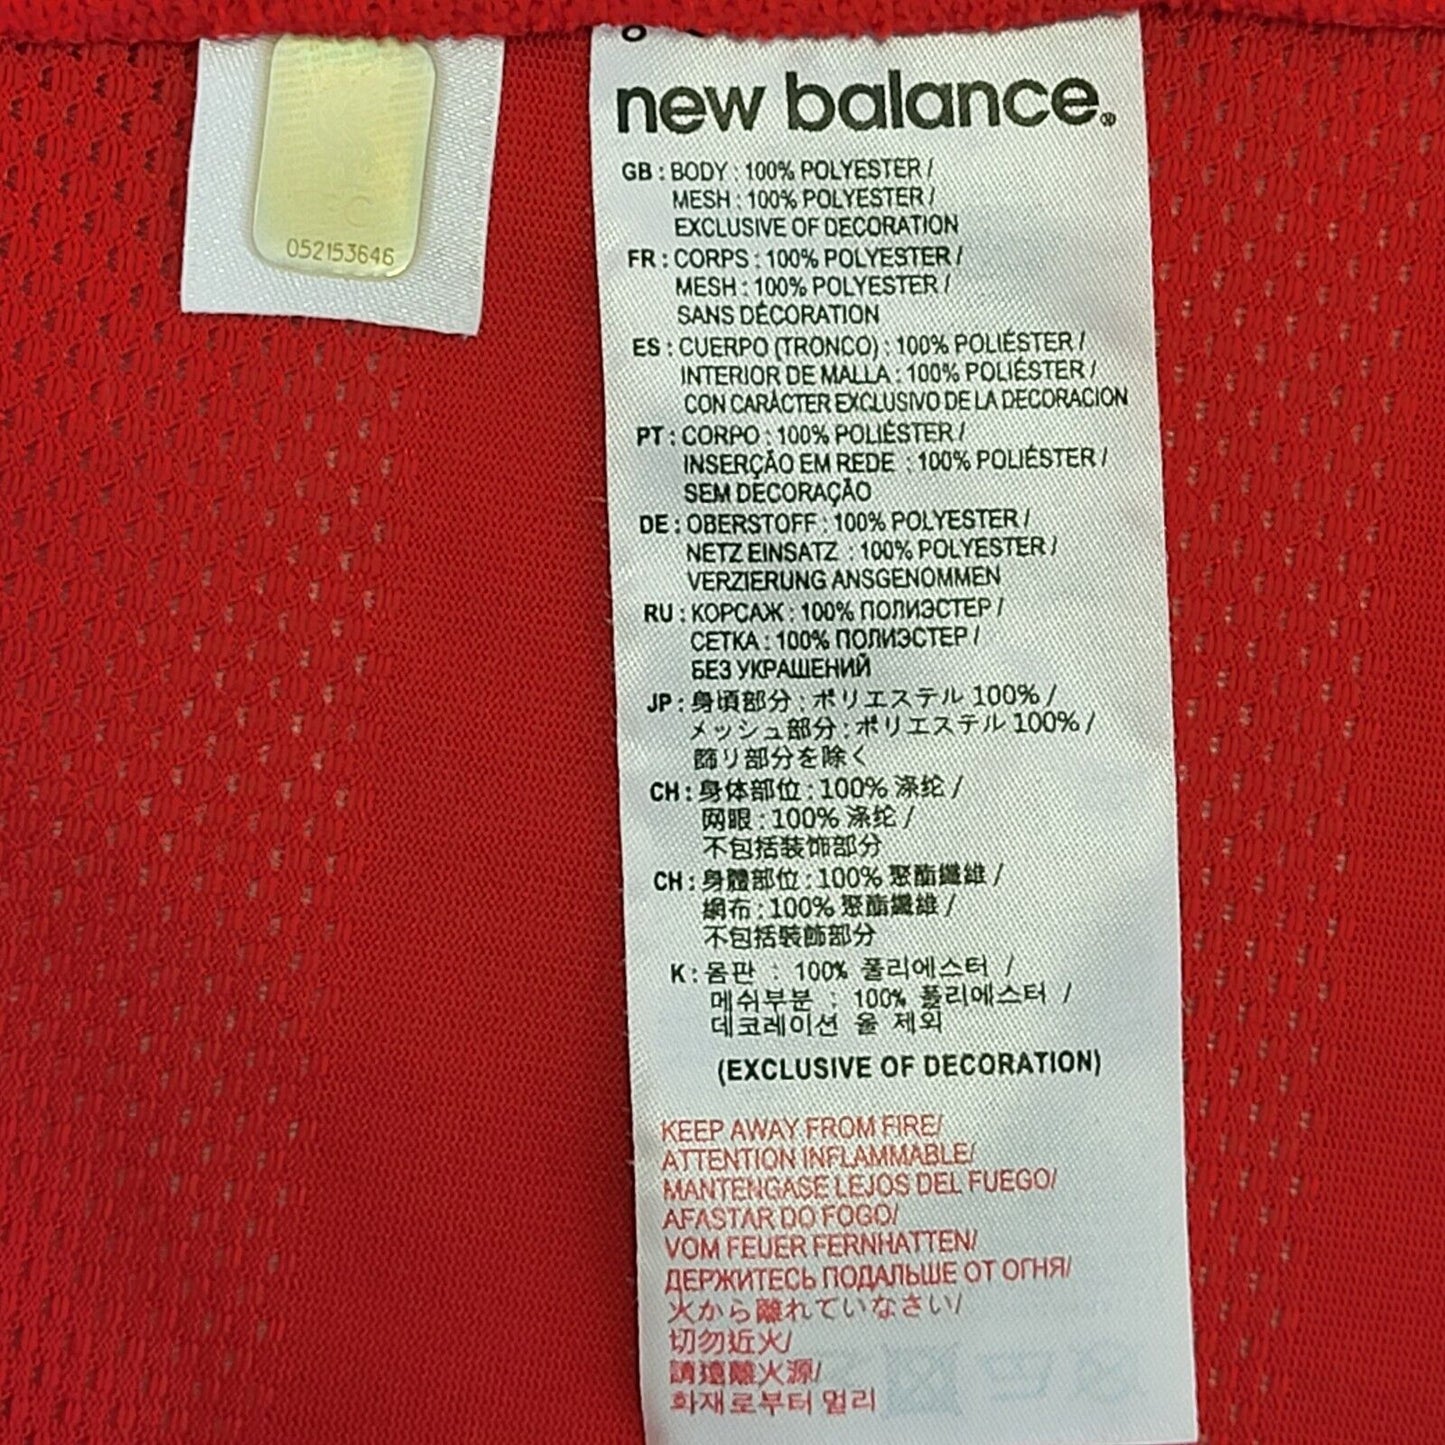 052153646
new balance®
GB : BODY : 100% POLYESTER /
MESH : 100% POLYESTER /
EXCLUSIVE OF DECORATION
FR : CORPS : 100% POLYESTER /
MESH : 100% POLYESTER /
SANS DÉCORATION
ES : CUERPO (TRONCO) : 100% POLIÉSTER /
INTERIOR DE MALLA : 100% POLIÉSTER /
CON CARÁCTER EXCLUSIVO DE LA DECORACION
PT : CORPO : 100% POLIÉSTER /
INSERÇÃO EM REDE : 100% POLIÉSTER /
SEM DECORAÇÃO
DE : OBERSTOFF : 100% POLYESTER /
NETZ EINSATZ : 100% POLYESTER /
VERZIERUNG ANSGENOMMEN
RU : КОРСАЖ : 100% ПОЛИЭСТЕР /
СЕТКА : 100% ПОЛИЭСТЕР /
БЕЗ УКРАШЕНИЙ
JP : 身頃部分 : ポリエステル 100% /
メッシュ部分 : ポリエステル 100% /
飾り部分を除く
CH : 身体部位 : 100% 涤纶 /
网眼 : 100% 涤纶 /
不包括装饰部分
CH : 身體部位 : 100% 聚酯纖維 /
網布 : 100% 聚酯纖維 /
不包括裝飾部分
K : 몸판 : 100% 폴리에스터 /
메쉬부분 : 100% 폴리에스터 /
데코레이션 을 제외
(EXCLUSIVE OF DECORATION)
KEEP AWAY FROM FIRE/
ATTENTION INFLAMMABLE/
MANTENGASE LEJOS DEL FUEGO/
AFASTAR DO FOGO/
VOM FEUER FERNHATTEN/
ДЕРЖИТЕСЬ ПОДАЛЬШЕ ОТ ОГНЯ/
火から離れていなさい/
切勿近火/
請遠離火源/
화재로부터 멀리